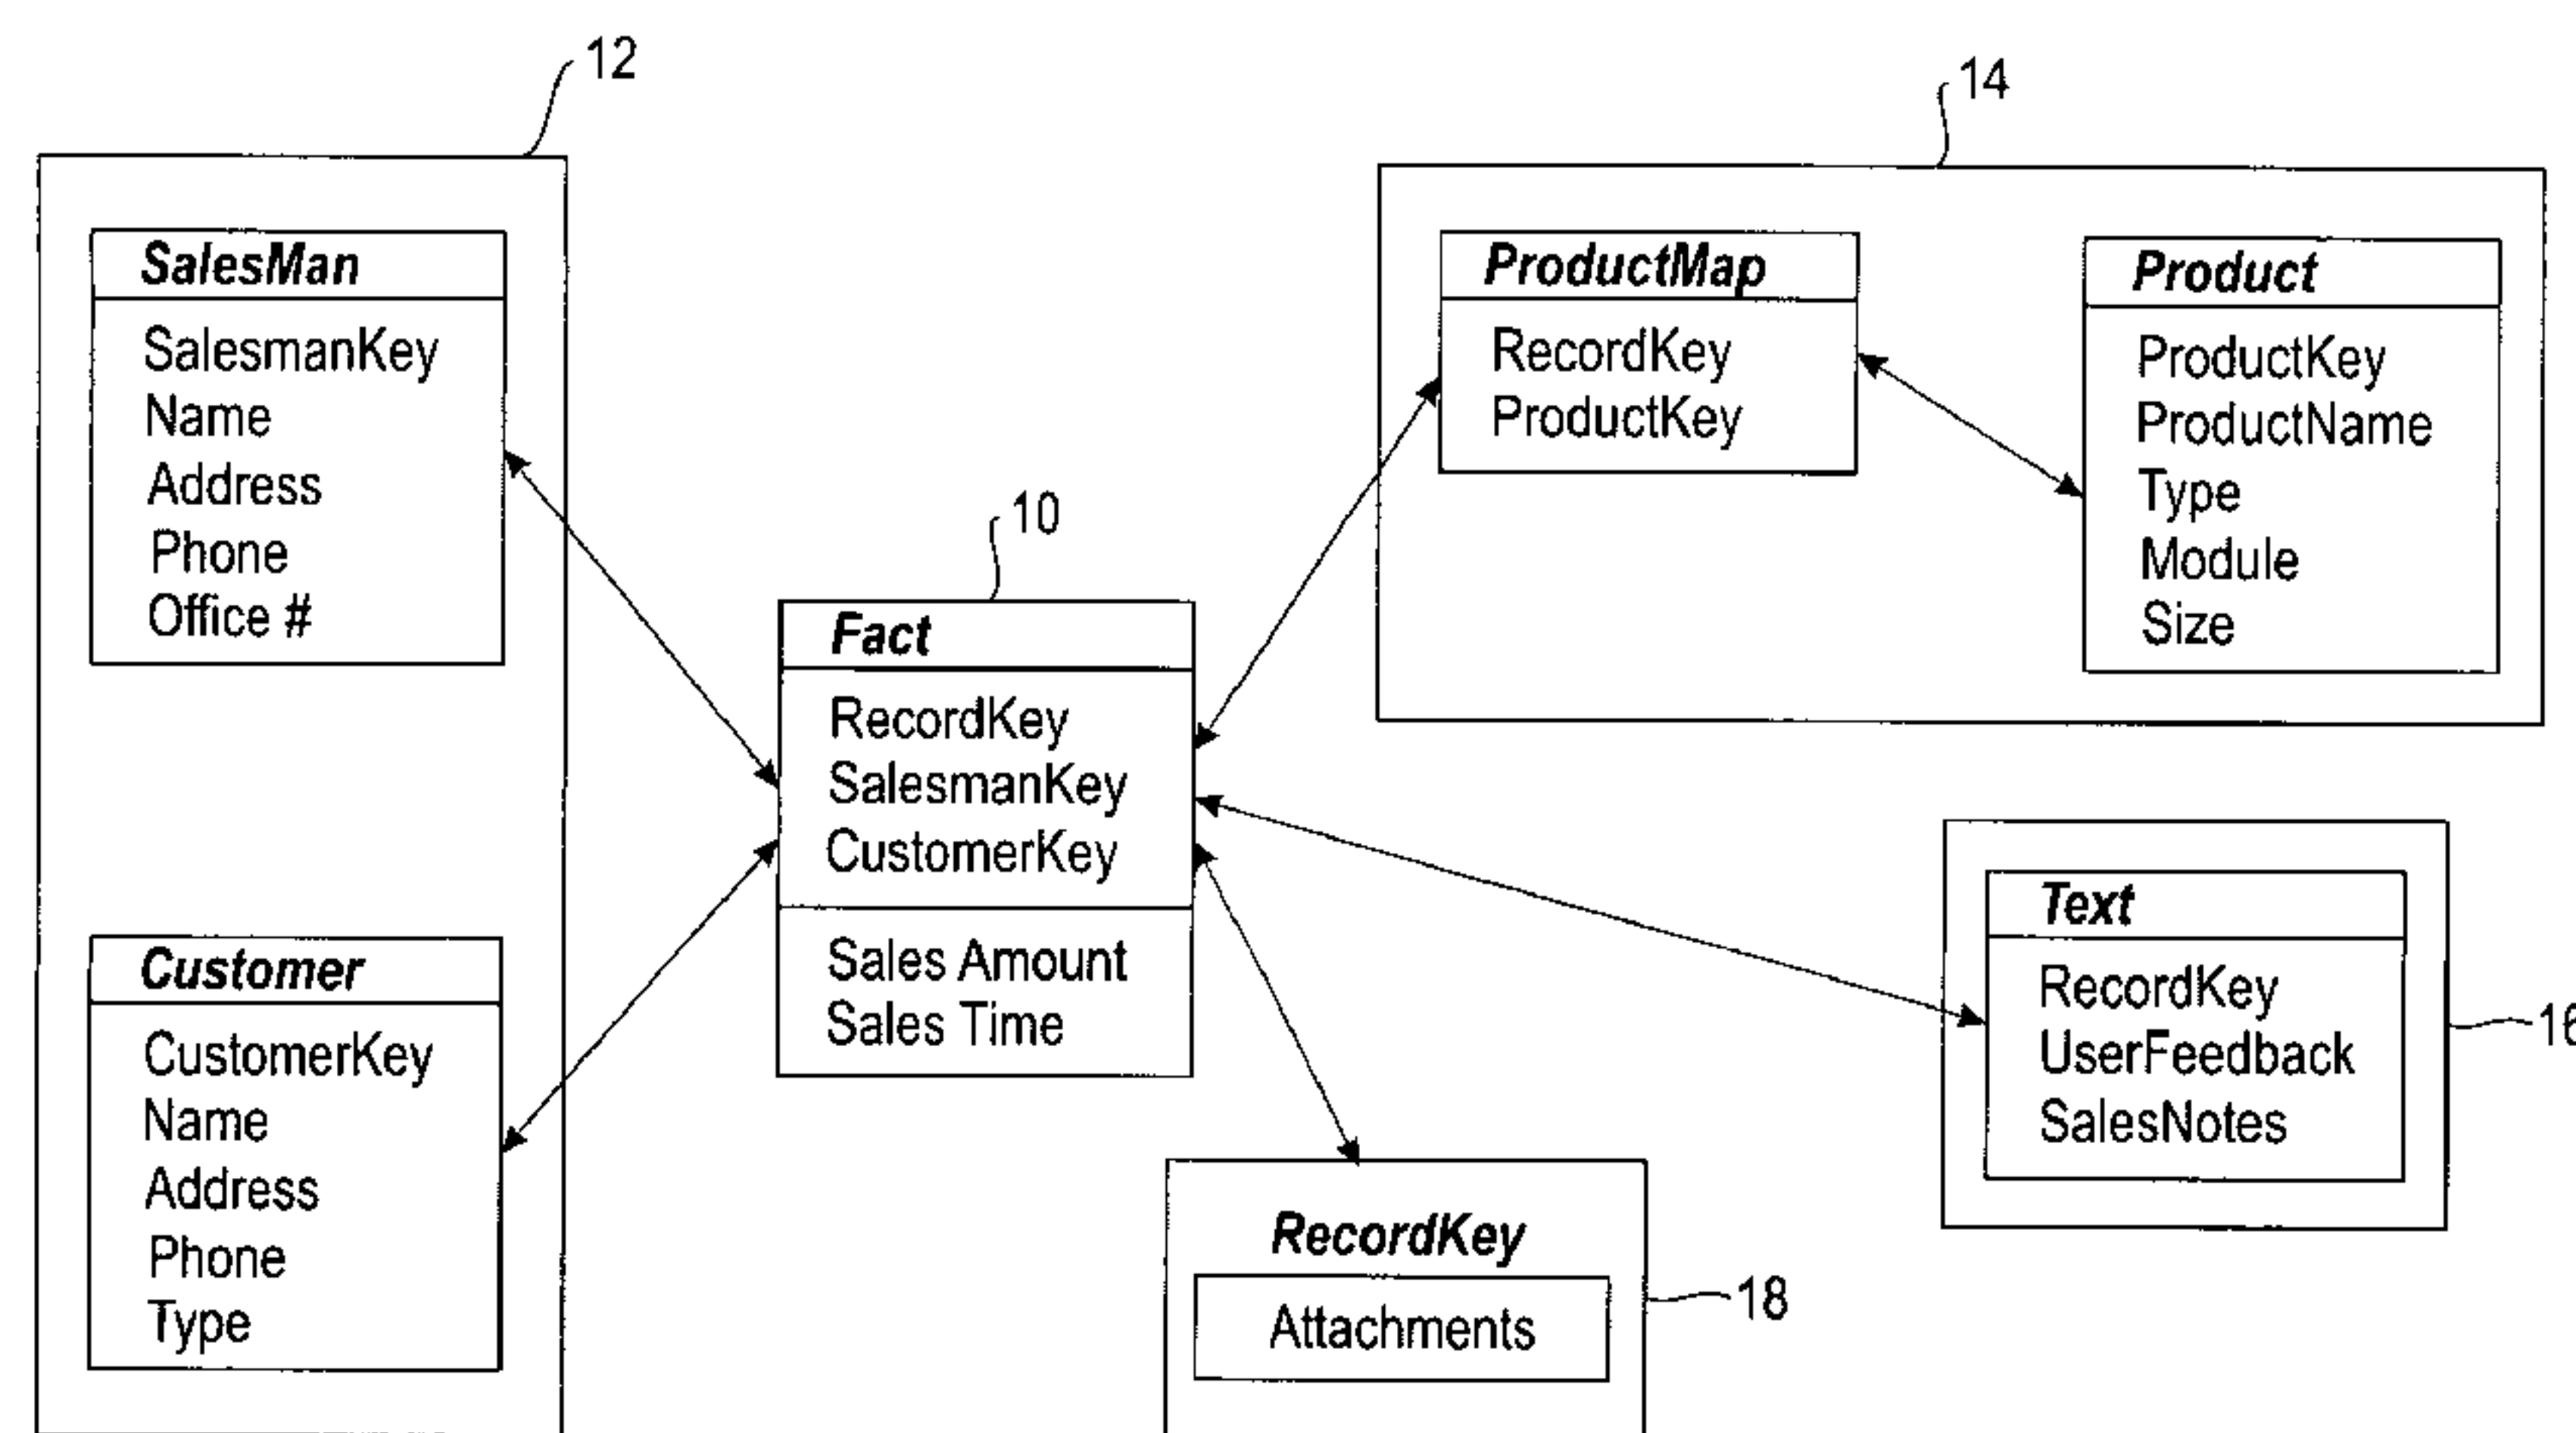 12
SalesMan
SalesmanKey
Name
Address
Phone
Office #
Customer
CustomerKey
Name
Address
Phone
Type
10
Fact
RecordKey
SalesmanKey
CustomerKey
Sales Amount
Sales Time
14
ProductMap
RecordKey
ProductKey
Product
ProductKey
ProductName
Type
Module
Size
Text
RecordKey
UserFeedback
SalesNotes
16
RecordKey
Attachments
18